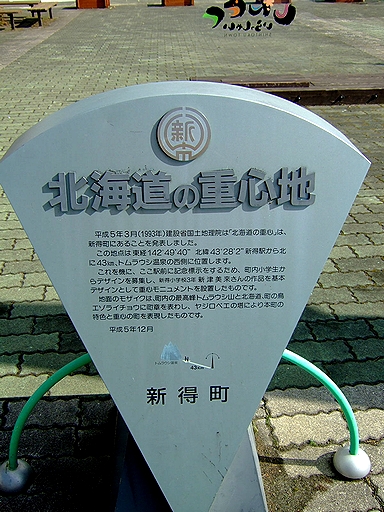 新得
北海道の重心地
平成5年3月(1993年)建設省国土地理院は「北海道の重心」は、
新得町にあることを発表しました。
この地点は東経142°49'40" 北緯43°28'2" 新得駅から北
に43km、トムラウシ温泉の西側に位置します。
これを機に、ここ駅前に記念標示をするため、町内小学生か
らデザインを募集し、新得小学校3年 新津美来さんの作品を基本
デザインとして重心モニュメントを設置したものです。
地面のモザイクは、町内の最高峰トムラウシ山と北海道、町の鳥
エゾライチョウに町章を表わし、ヤジロベエの塔により本町の
特色と重心の町を表現したものです。
平成5年12月
トムラウシ温泉
N
43km
新得町